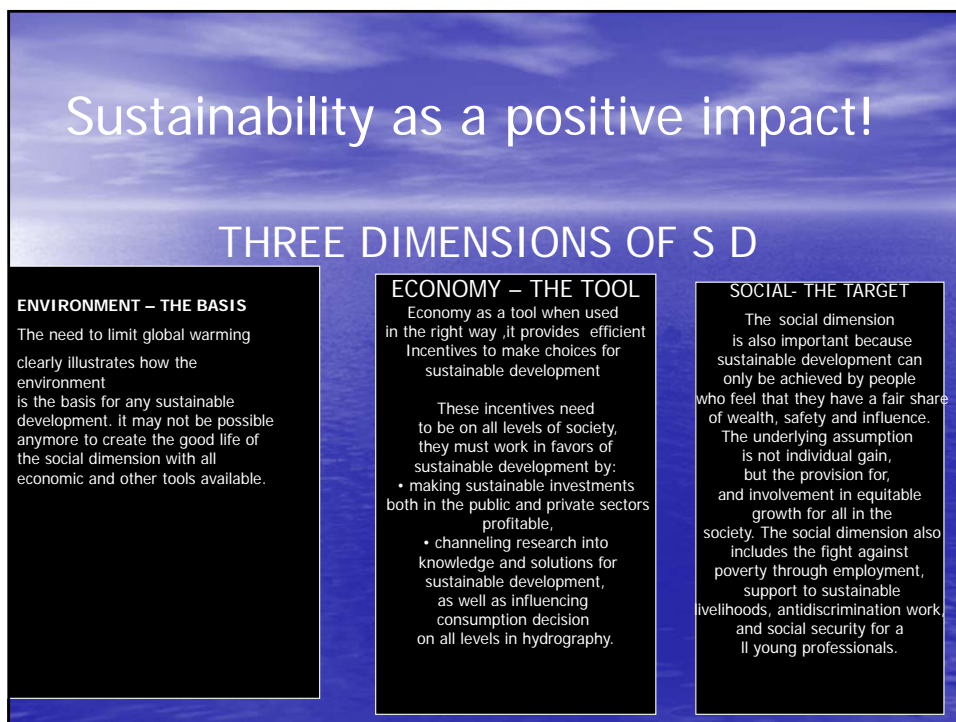 Sustainability as a positive impact!
THREE DIMENSIONS OF S D
ENVIRONMENT – THE BASIS
The need to limit global warming
clearly illustrates how the
environment
is the basis for any sustainable
development. it may not be possible
anymore to create the good life of
the social dimension with all
economic and other tools available.
ECONOMY – THE TOOL
Economy as a tool when used
in the right way ,it provides efficient
Incentives to make choices for
sustainable development
These incentives need
to be on all levels of society,
they must work in favors of
sustainable development by:
• making sustainable investments
both in the public and private sectors
profitable,
• channeling research into
knowledge and solutions for
sustainable development,
as well as influencing
consumption decision
on all levels in hydrography.
SOCIAL- THE TARGET
The social dimension
is also important because
sustainable development can
only be achieved by people
who feel that they have a fair share
of wealth, safety and influence.
The underlying assumption
is not individual gain,
but the provision for,
and involvement in equitable
growth for all in the
society. The social dimension also
includes the fight against
poverty through employment,
support to sustainable
livelihoods, antidiscrimination work,
and social security for a
ll young professionals.